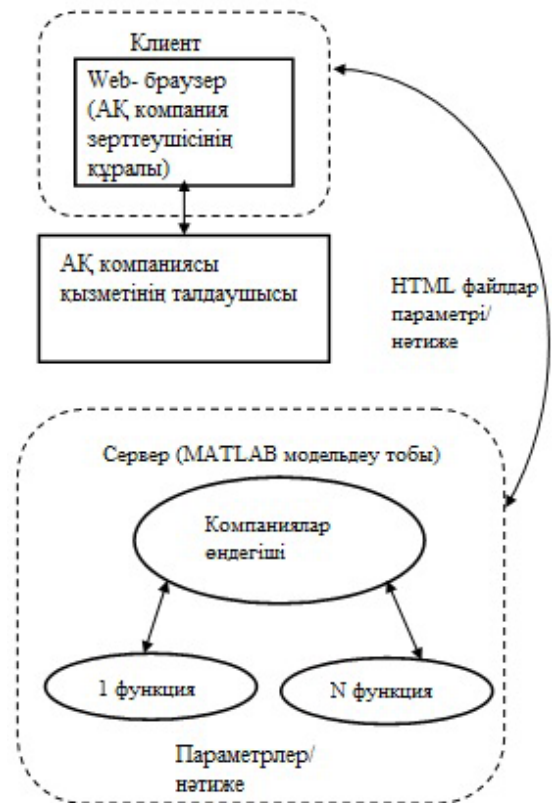 Клиент
Web- браузер
(АҚ компания
зерттеушісінің
құралы)
АҚ компаниясы
қызметінің талдаушысы
HTML файлдар
параметрі/
нәтиже
Сервер (MATLAB модельдеу тобы)
Компаниялар
өндегіші
1 функция
N функция
Параметрлер/
нәтиже